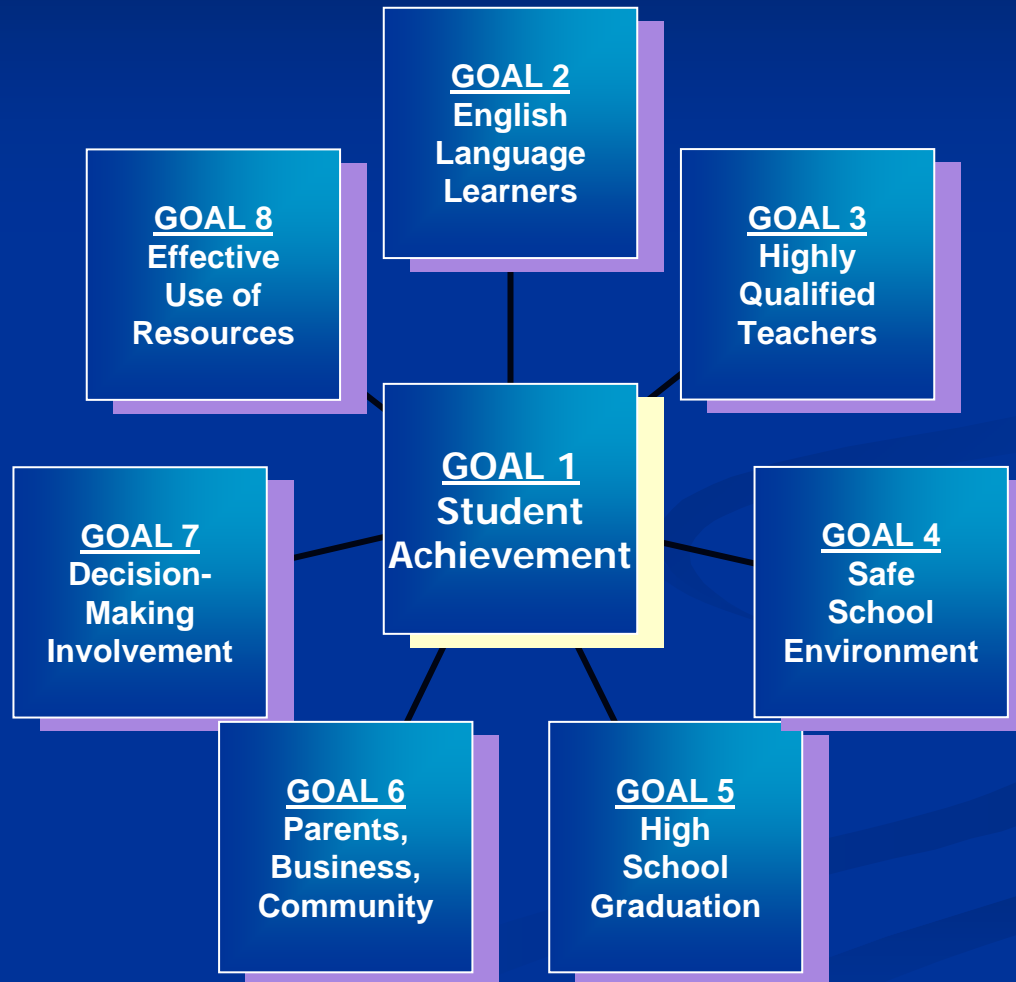 GOAL 2
English
Language
Learners
GOAL 8
Effective
Use of
Resources
GOAL 3
Highly
Qualified
Teachers
GOAL 1
Student
Achievement
GOAL 7
Decision-
Making
Involvement
GOAL 4
Safe
School
Environment
GOAL 6
Parents,
Business,
Community
GOAL 5
High
School
Graduation